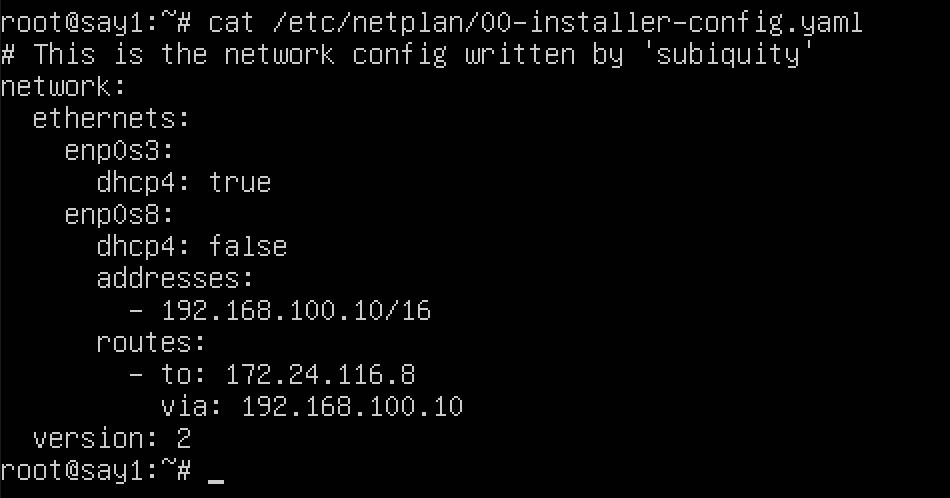 root@say1:~# cat /etc/netplan/00-installer-config.yaml
# This is the network config written by 'subiquity'
network:
  ethernets:
    enp0s3:
      dhcp4: true
    enp0s8:
      dhcp4: false
      addresses:
        - 192.168.100.10/16
      routes:
        - to: 172.24.116.8
          via: 192.168.100.10
  version: 2
root@say1:~# _